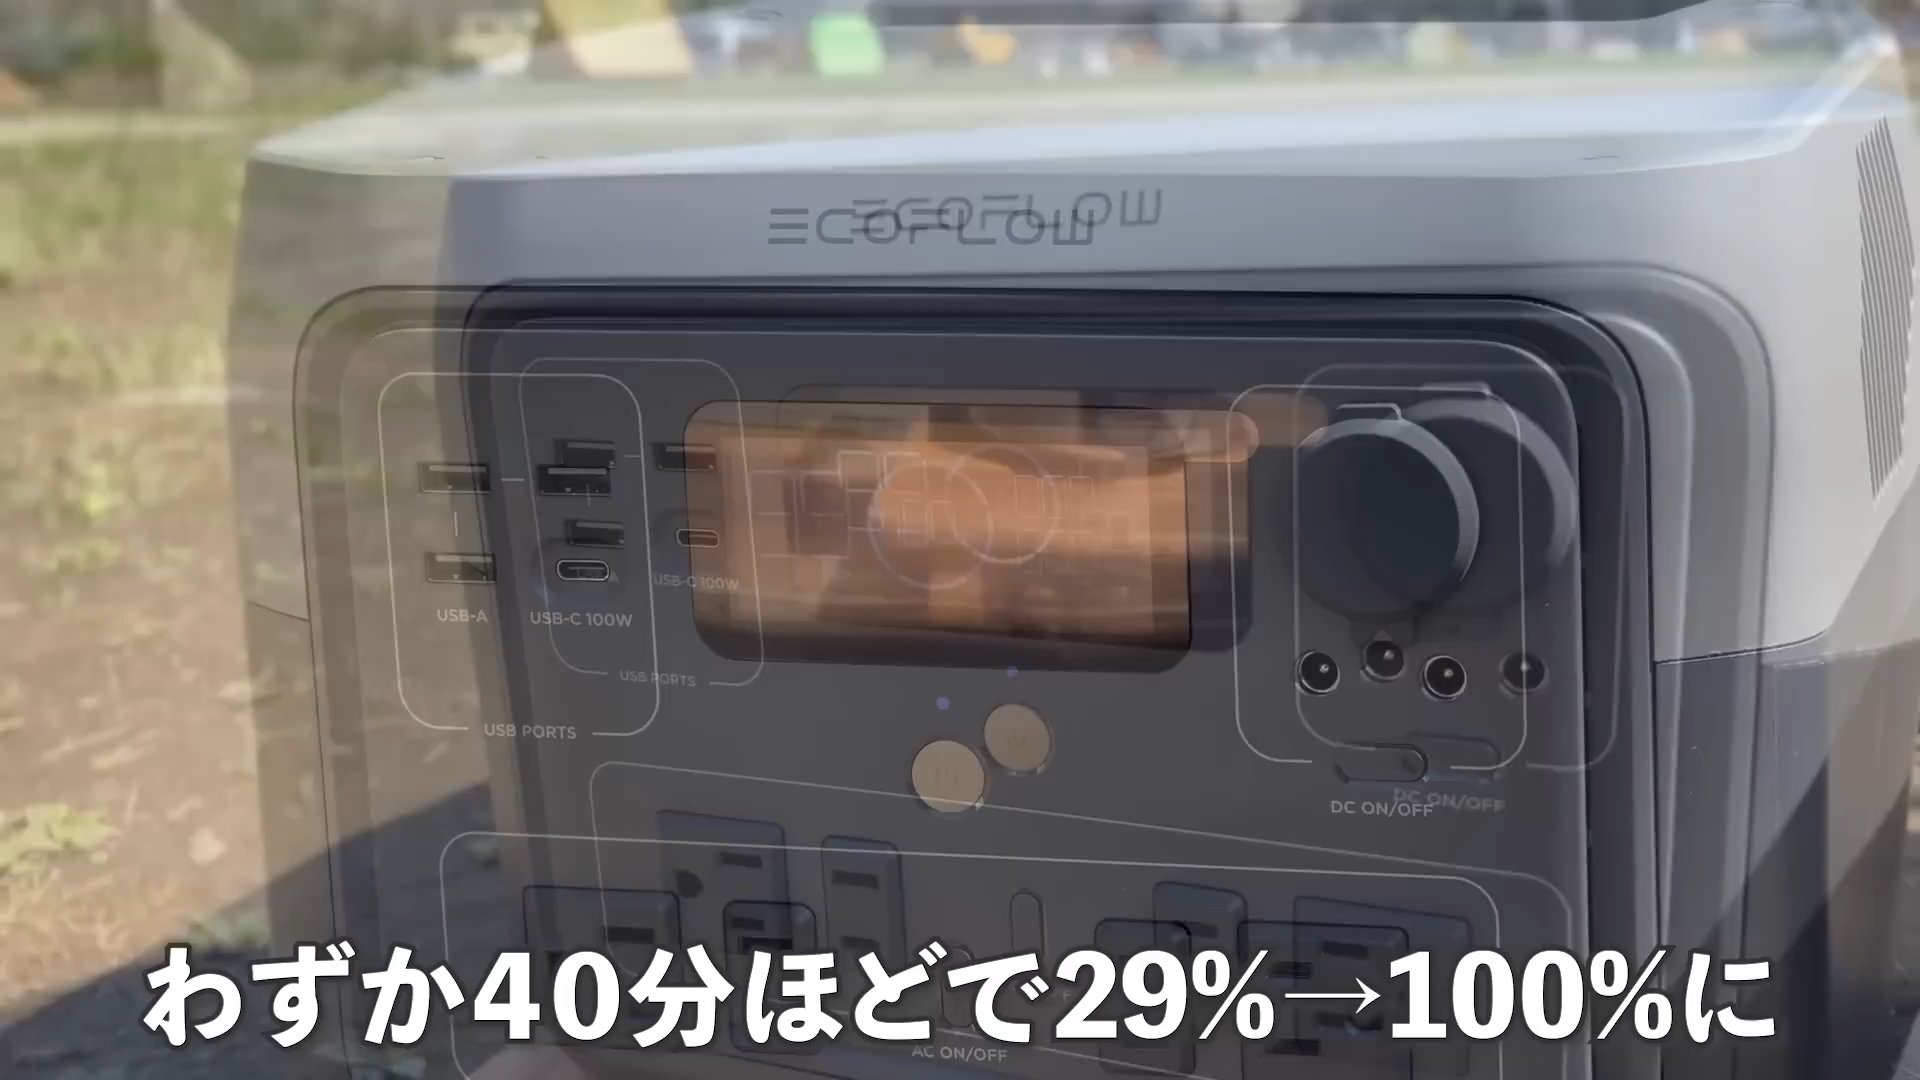 ECOFLOW
ECOFLOW
USB-C 100W
USB-A
USB-C 100W
USB PORTS
USB PORTS
DC ON/OFF
DC ON/OFF
わずか40分ほどで29%→100%に
AC ON/OFF